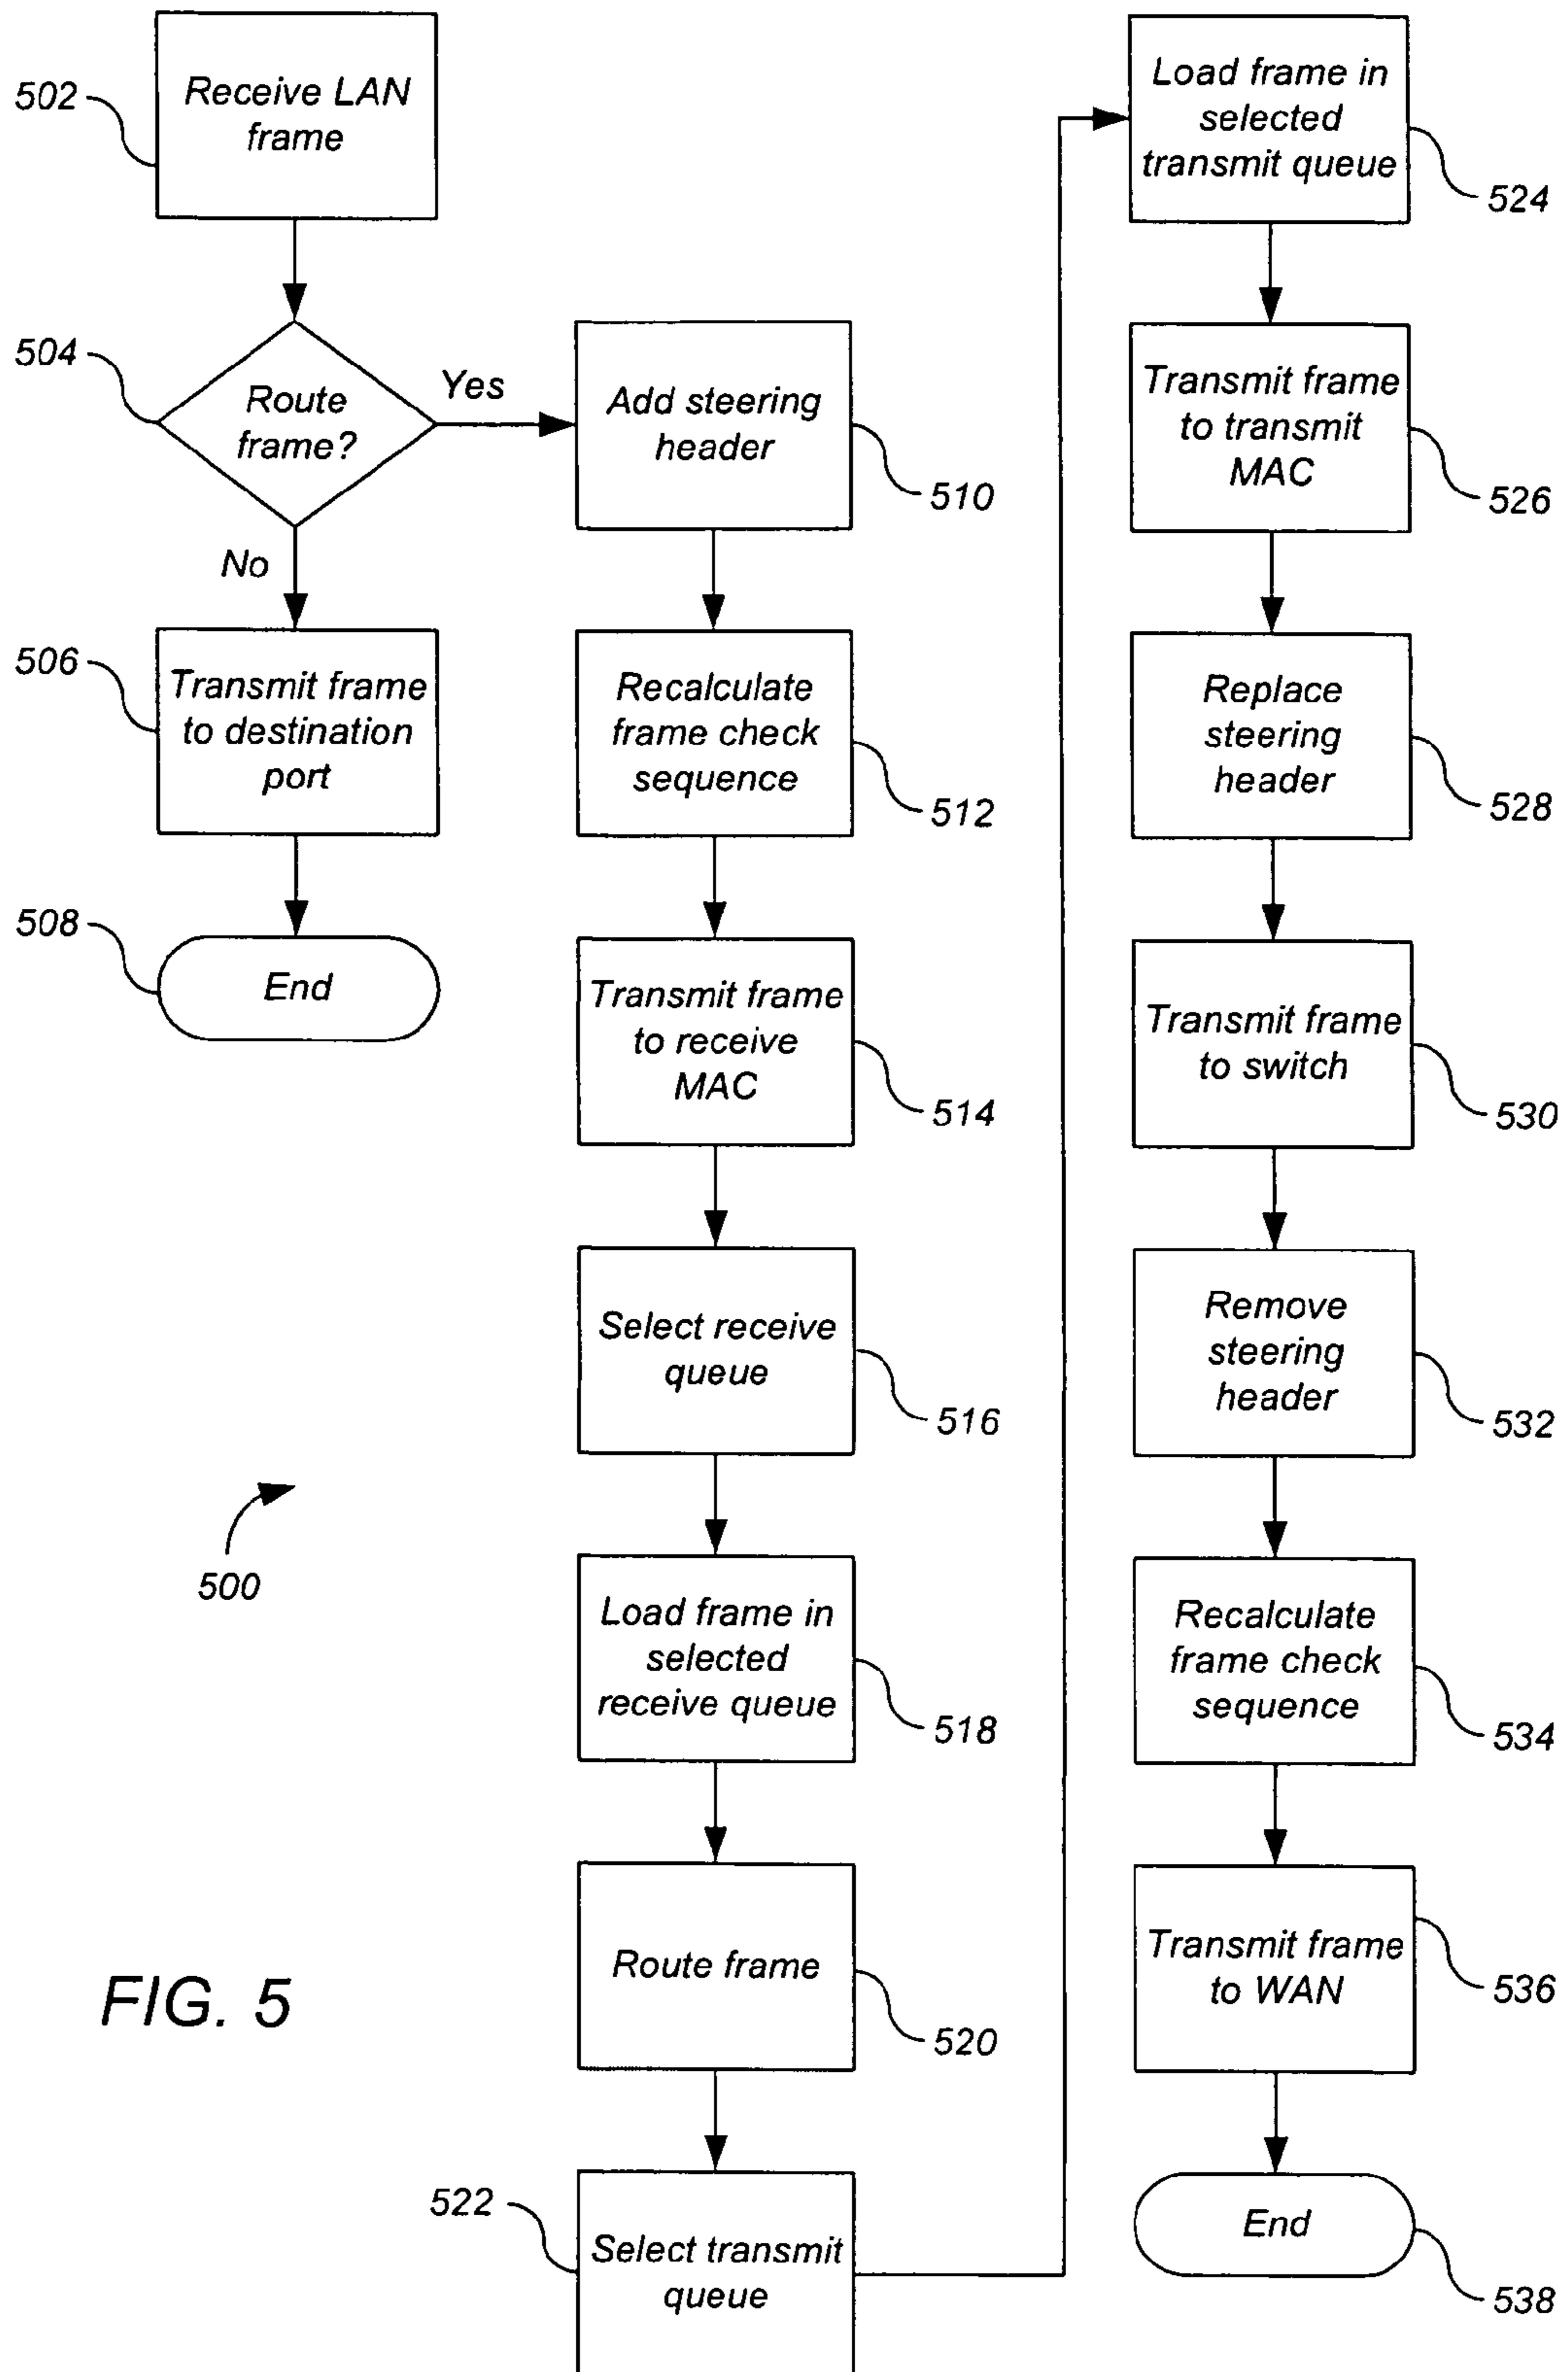 502
Receive LAN
frame
504
Route
frame?
Yes
No
506
Transmit frame
to destination
port
508
End
500
FIG. 5
Add steering
header
510
Recalculate
frame check
sequence
512
Transmit frame
to receive
MAC
514
Select receive
queue
516
Load frame in
selected
receive queue
518
Route frame
520
522
Select transmit
queue
Load frame in
selected
transmit queue
524
Transmit frame
to transmit
MAC
526
Replace
steering
header
528
Transmit frame
to switch
530
Remove
steering
header
532
Recalculate
frame check
sequence
534
Transmit frame
to WAN
536
End
538